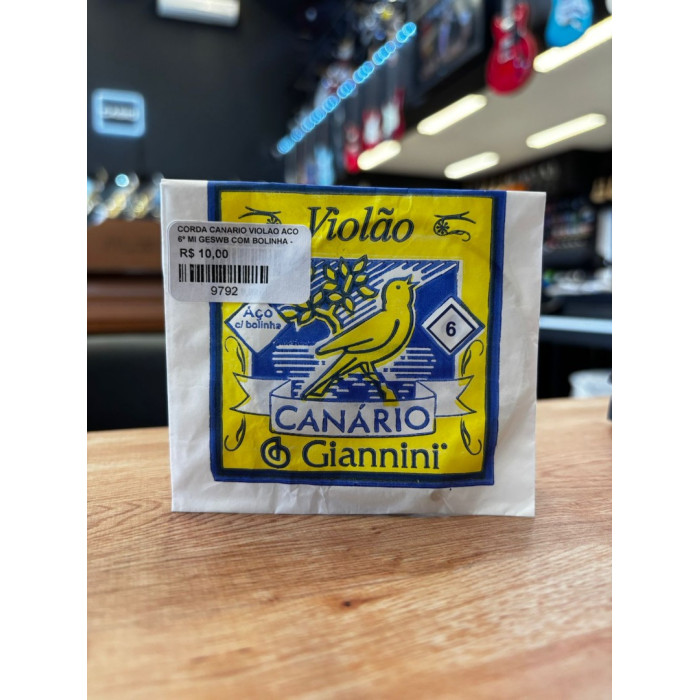 Violão
CORDA CANARIO VIOLAO ACO
6ª MI GESWB COM BOLINHA -
R$ 10,00
9792
Aço
c/ bolinha
6
CANÁRIO
Giannini